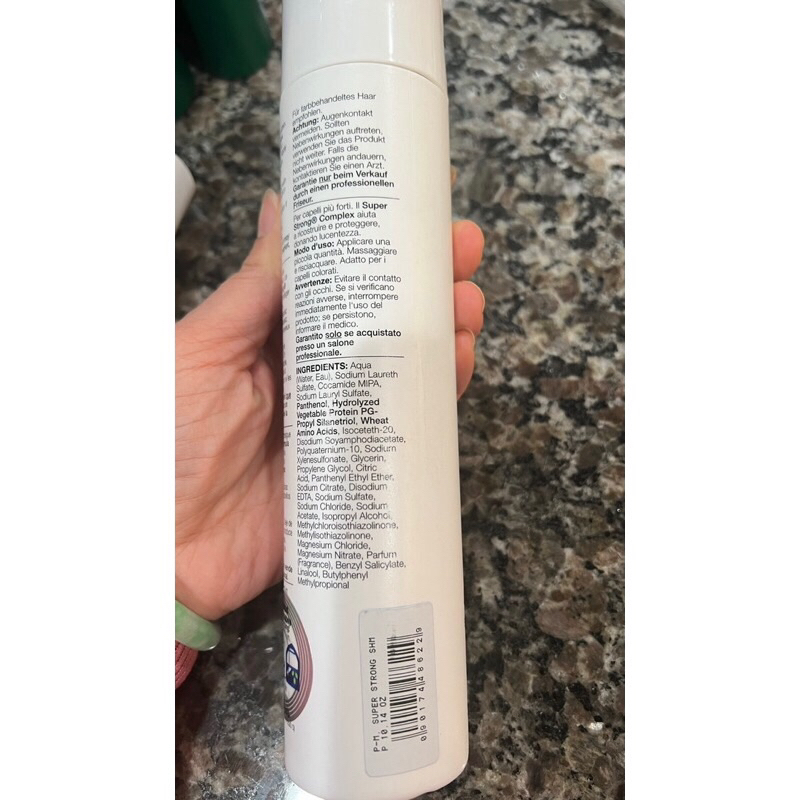 Für farbbehandeltes Haar
empfohlen.
Achtung: Augenkontakt
vermeiden. Sollten
Nebenwirkungen auftreten,
verwenden Sie das Produkt
nicht weiter. Falls die
Nebenwirkungen andauern,
kontaktieren Sie einen Arzt.
Garantie nur beim Verkauf
durch einen professionellen
Friseur.
Per capelli più forti. Il Super
Strong® Complex aiuta
a ricostruire e proteggere,
donando lucentezza.
Modo d'uso: Applicare una
piccola quantità. Massaggiare
e risciacquare. Adatto per i
capelli colorati.
Avvertenze: Evitare il contatto
con gli occhi. Se si verificano
reazioni avverse, interrompere
immediatamente l'uso del
prodotto; se persistono,
informare il medico.
Garantito solo se acquistato
presso un salone
professionale.
INGREDIENTS: Aqua
(Water, Eau), Sodium Laureth
Sulfate, Cocamide MIPA,
Sodium Lauryl Sulfate,
Panthenol, Hydrolyzed
Vegetable Protein PG-
Propyl Silanetriol, Wheat
Amino Acids, Isoceteth-20,
Disodium Soyamphodiacetate,
Polyquaternium-10, Sodium
Xylenesulfonate, Glycerin,
Propylene Glycol, Citric
Acid, Panthenyl Ethyl Ether,
Sodium Citrate, Disodium
EDTA, Sodium Sulfate,
Sodium Chloride, Sodium
Acetate, Isopropyl Alcohol,
Methylchloroisothiazolinone,
Methylisothiazolinone,
Magnesium Chloride,
Magnesium Nitrate, Parfum
(Fragrance), Benzyl Salicylate,
Linalool, Butylphenyl
Methylpropional
P-M. SUPER STRONG SHM
P 10.14 OZ
090174486229